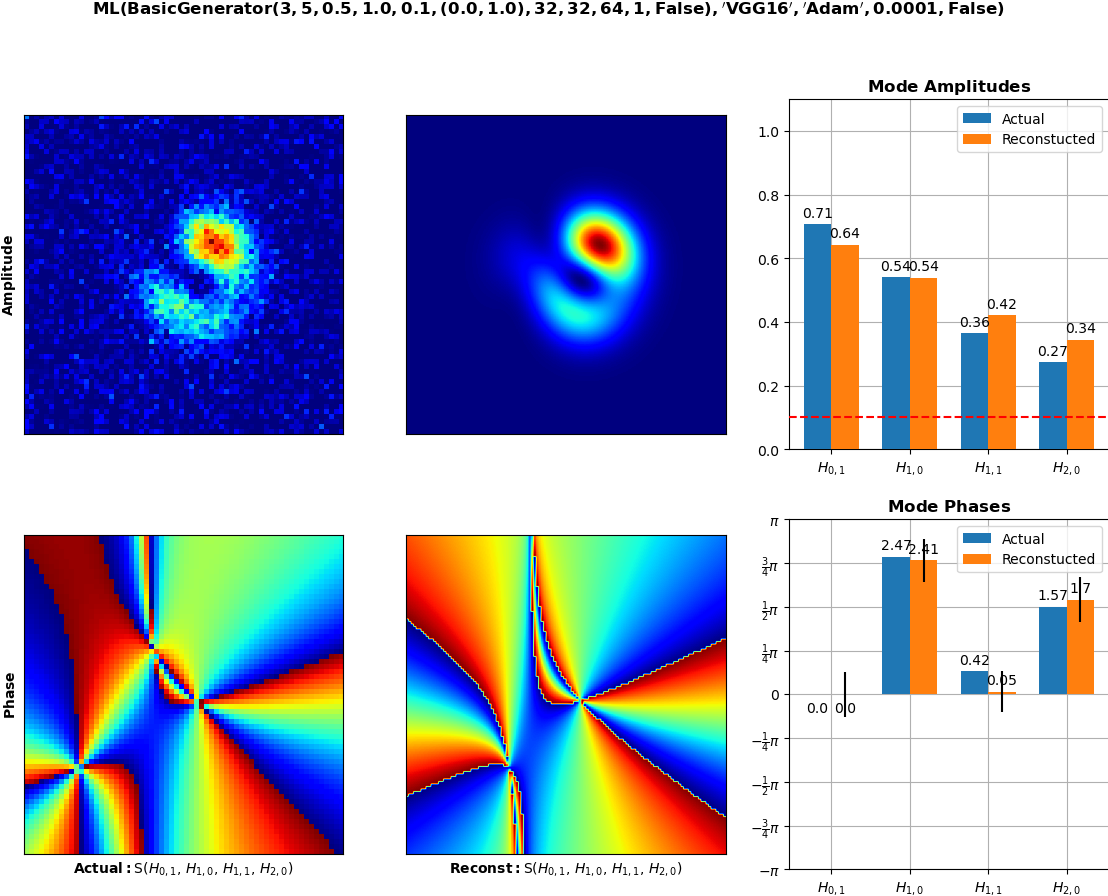 ML(BasicGenerator(3, 5, 0.5, 1.0, 0.1, (0.0, 1.0), 32, 32, 64, 1, False), ′VGG16′, ′Adam′, 0.0001, False)
Amplitude
Mode Amplitudes
Actual
Reconstucted
1.0
0.8
0.6
0.4
0.2
0.0
0.71
0.64
0.54
0.54
0.36
0.42
0.27
0.34
H₀,₁
H₁,₀
H₁,₁
H₂,₀
Phase
Actual: S(H₀,₁, H₁,₀, H₁,₁, H₂,₀)
Reconst: S(H₀,₁, H₁,₀, H₁,₁, H₂,₀)
Mode Phases
Actual
Reconstucted
π
3/4π
1/2π
1/4π
0
−1/4π
−1/2π
−3/4π
−π
0.0
0.0
2.47
2.41
0.42
0.05
1.57
1.7
H₀,₁
H₁,₀
H₁,₁
H₂,₀